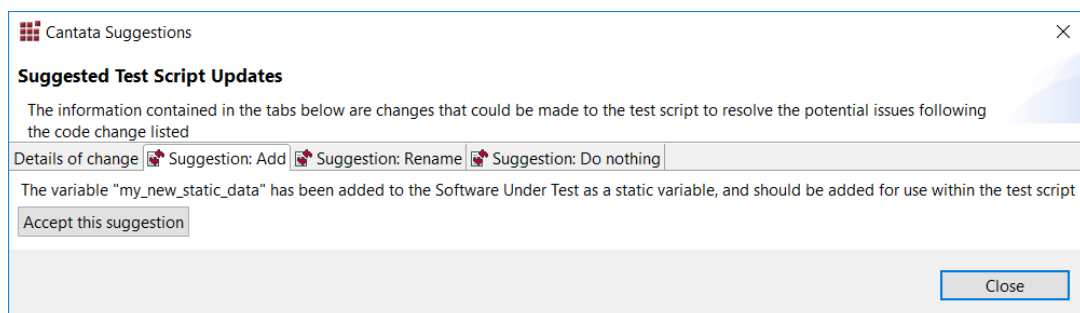 Cantata Suggestions
Suggested Test Script Updates
The information contained in the tabs below are changes that could be made to the test script to resolve the potential issues following
the code change listed
Details of change Suggestion: Add Suggestion: Rename Suggestion: Do nothing
The variable "my_new_static_data" has been added to the Software Under Test as a static variable, and should be added for use within the test script
Accept this suggestion
Close